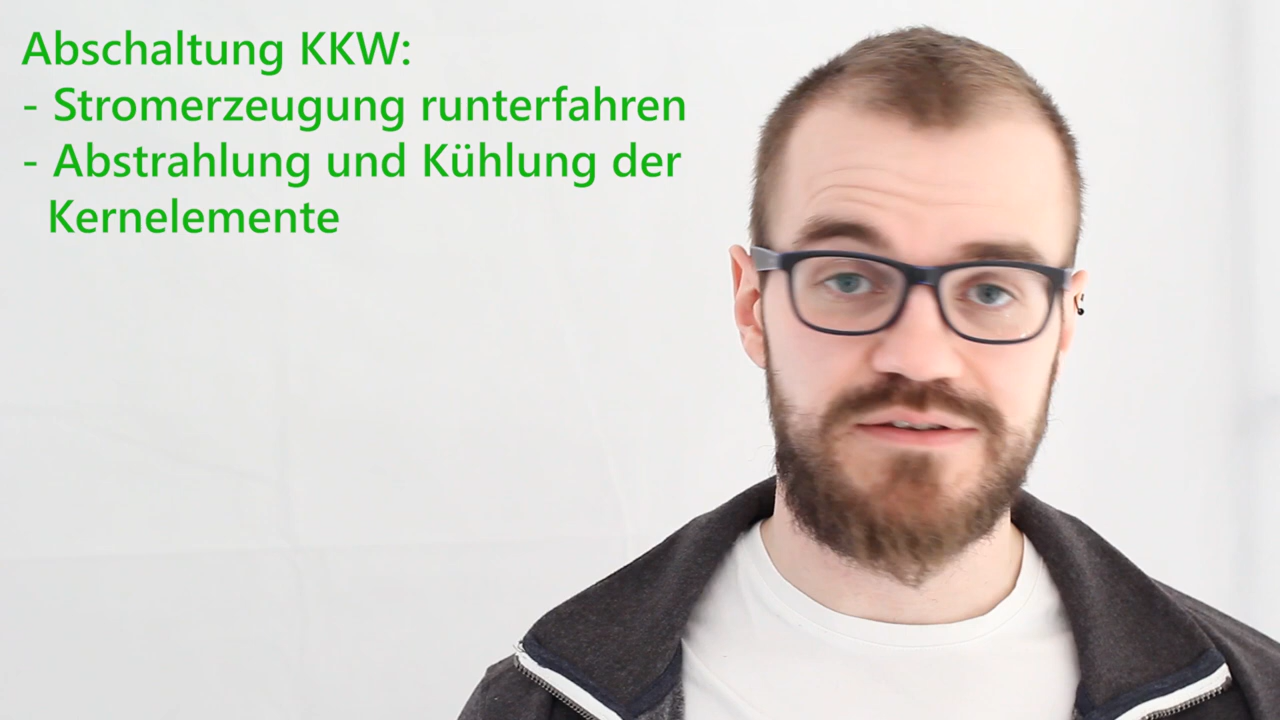 Abschaltung KKW:
- Stromerzeugung runterfahren
- Abstrahlung und Kühlung der
Kernelemente